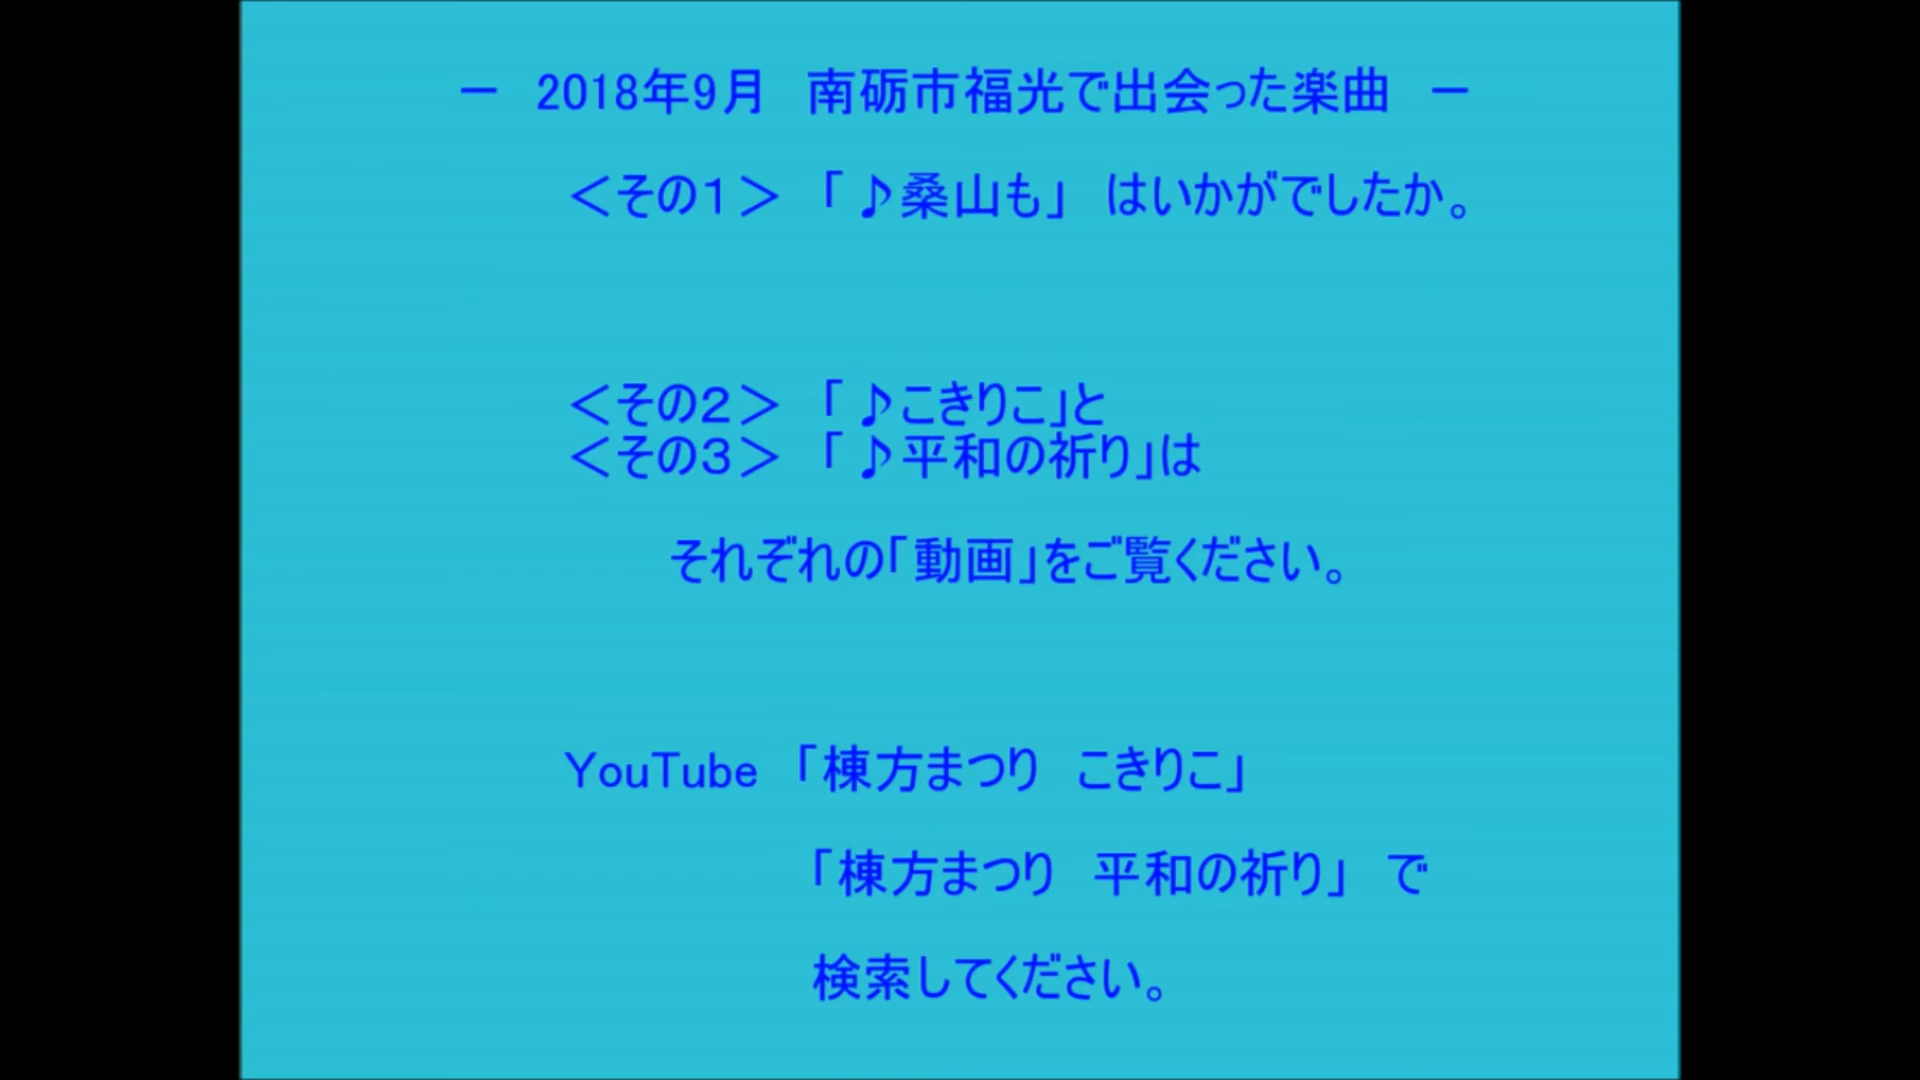 －　2018年9月　南砺市福光で出会った楽曲　－
＜その１＞　「♪桑山も」　はいかがでしたか。
＜その２＞　「♪こきりこ」と
＜その３＞　「♪平和の祈り」は
それぞれの「動画」をご覧ください。
YouTube　「棟方まつり　こきりこ」
「棟方まつり　平和の祈り」　で
検索してください。